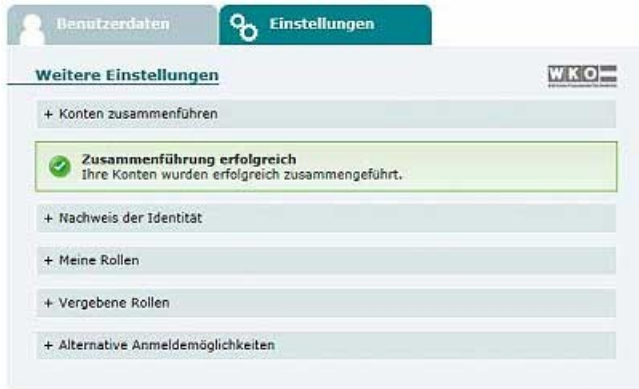 Benutzerdaten
Einstellungen
Weitere Einstellungen
WKO
+ Konten zusammenführen
Zusammenführung erfolgreich
Ihre Konten wurden erfolgreich zusammengeführt.
+ Nachweis der Identität
+ Meine Rollen
+ Vergebene Rollen
+ Alternative Anmeldemöglichkeiten